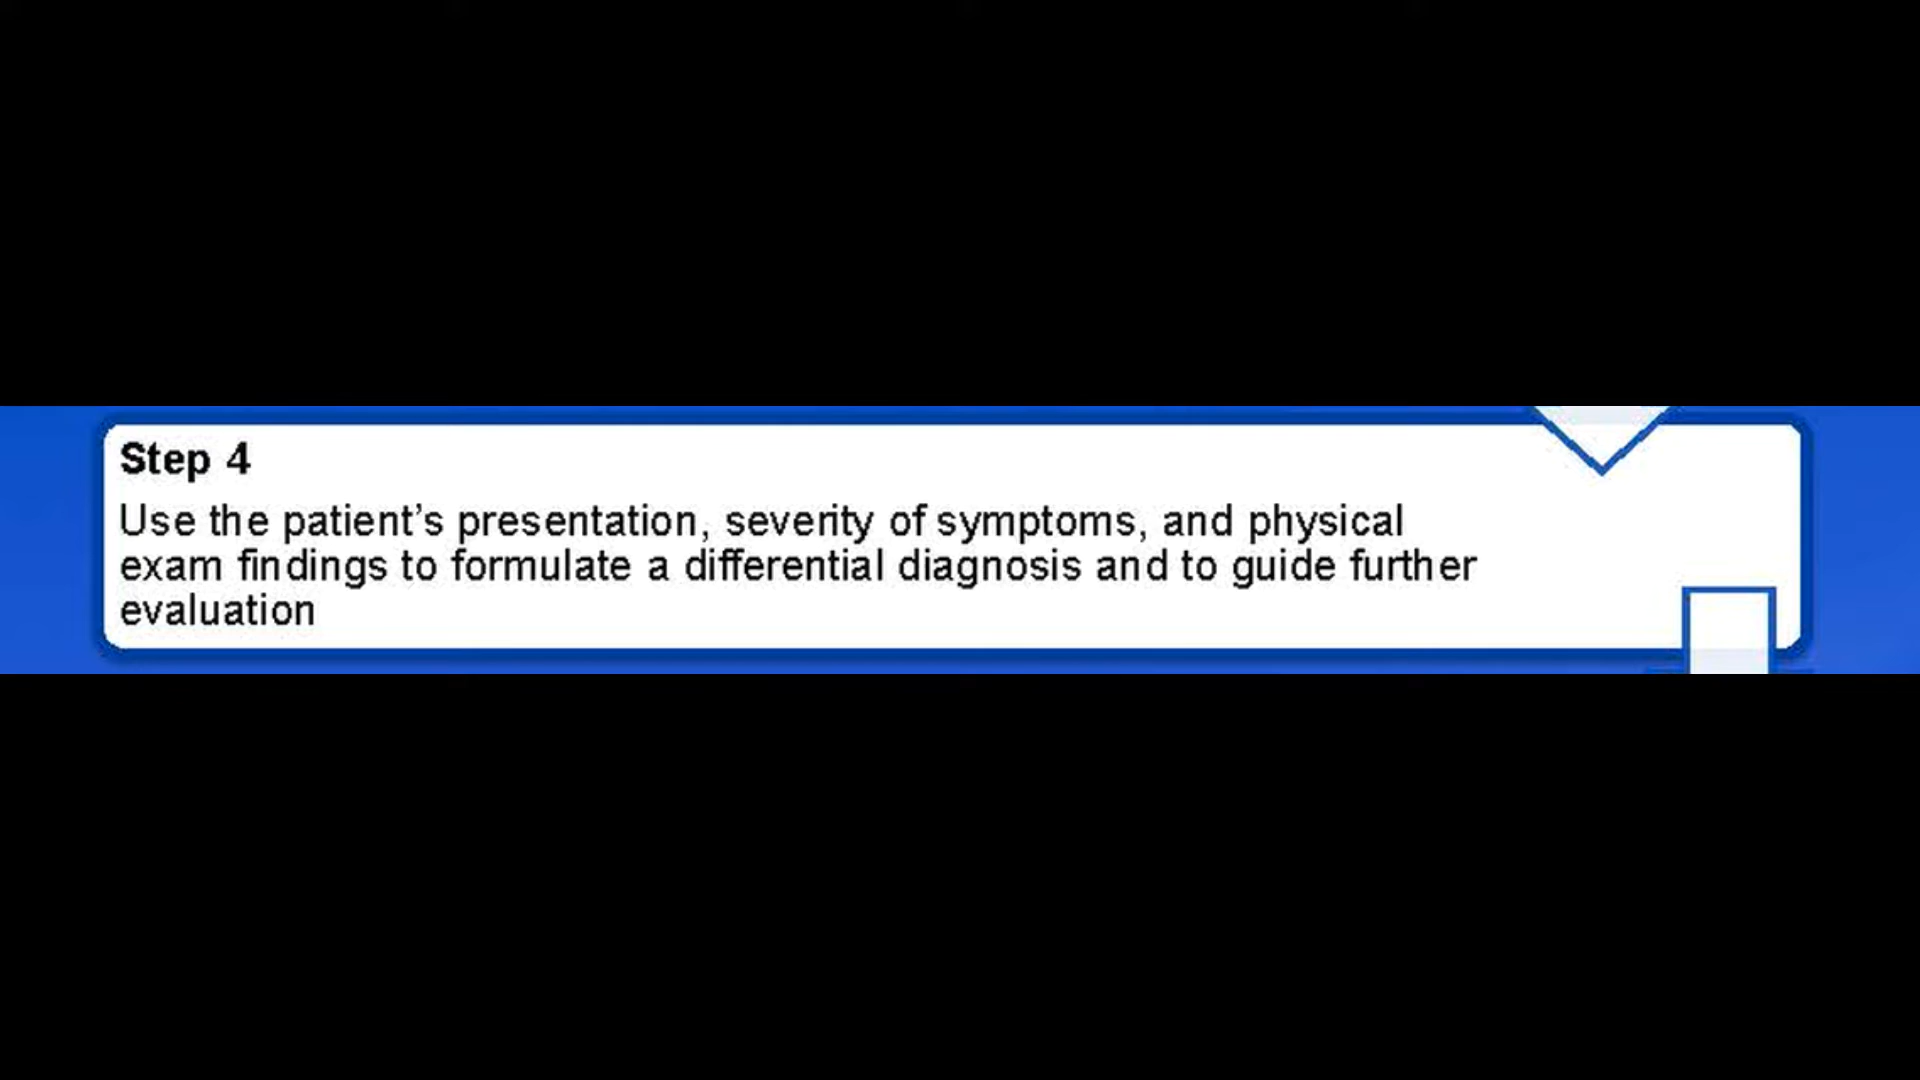 Step 4
Use the patient’s presentation, severity of symptoms, and physical
exam findings to formulate a differential diagnosis and to guide further
evaluation